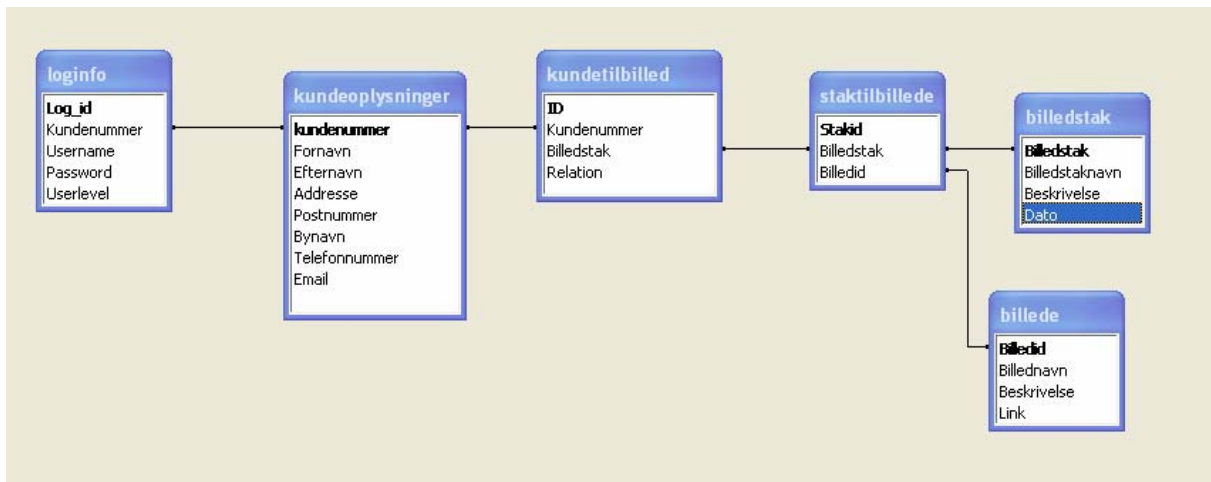 loginfo
Log_id
Kundenummer
Username
Password
Userlevel
kundeoplysninger
kundenummer
Fornavn
Efternavn
Addresse
Postnummer
Bynavn
Telefonnummer
Email
kundetilbilled
ID
Kundenummer
Billedstak
Relation
staktilbillede
Stakid
Billedstak
Billedid
billedstak
Billedstak
Billedstaknavn
Beskrivelse
Dato
billede
Billedid
Billednavn
Beskrivelse
Link